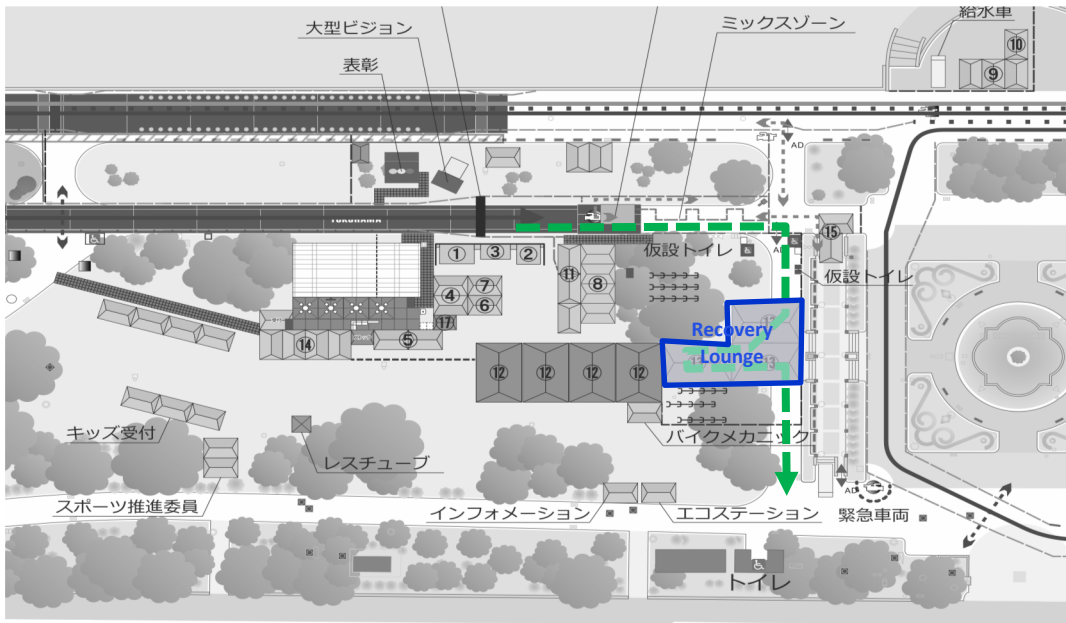 大型ビジョン
ミックスゾーン
給水車
表彰
⑩
⑨
AD
YOKOHAMA
仮設トイレ
AD
⑮
仮設トイレ
①
③
②
⑪
⑧
⑦
④
⑥
⑰
⑭
⑤
Recovery
Lounge
⑬
⑬
⑬
⑫
⑫
⑫
⑫
キッズ受付
レスチューブ
バイクメカニック
スポーツ推進委員
インフォメーション
エコステーション
AD
緊急車両
トイレ